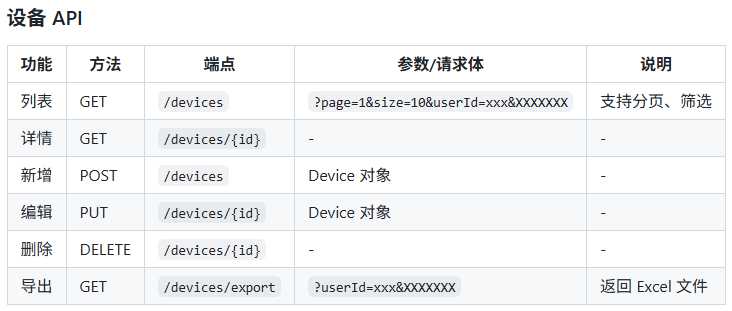 设备 API
功能 方法 端点 参数/请求体 说明
列表 GET /devices ?page=1&size=10&userId=xxx&XXXXXXX 支持分页、筛选
详情 GET /devices/{id} - -
新增 POST /devices Device 对象 -
编辑 PUT /devices/{id} Device 对象 -
删除 DELETE /devices/{id} - -
导出 GET /devices/export ?userId=xxx&XXXXXXX 返回 Excel 文件